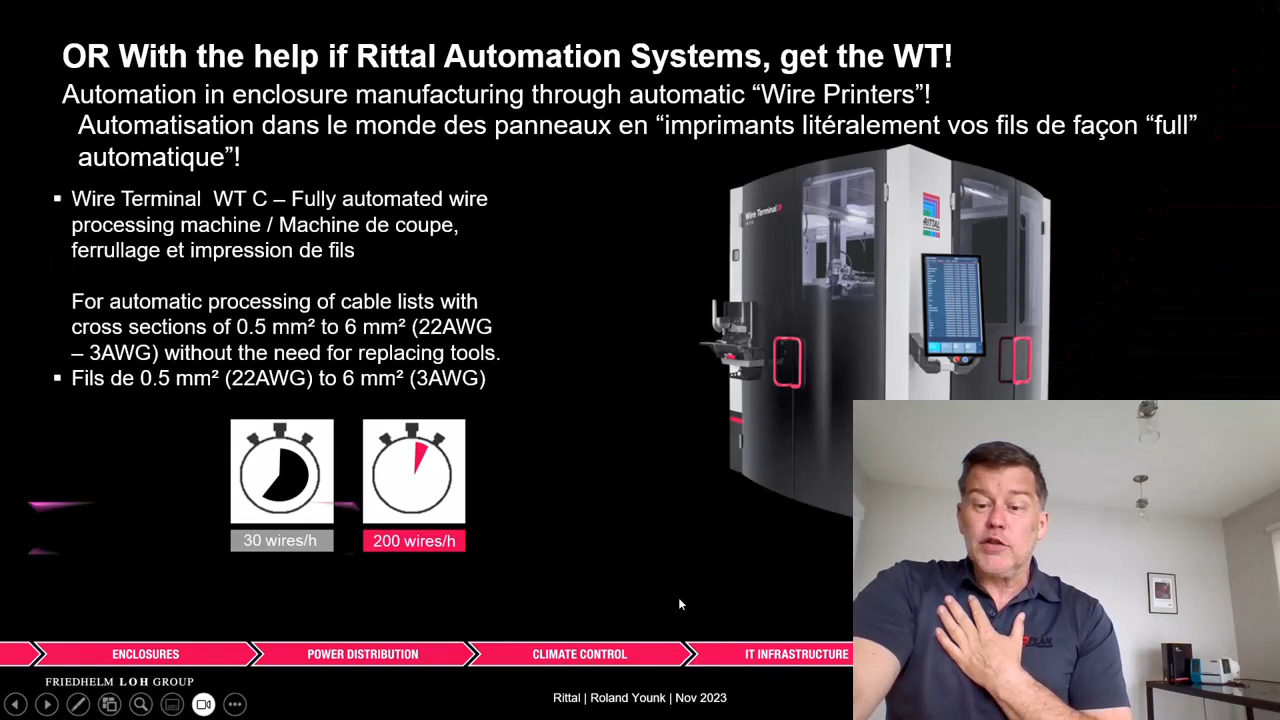 OR With the help if Rittal Automation Systems, get the WT!
Automation in enclosure manufacturing through automatic “Wire Printers”!
Automatisation dans le monde des panneaux en “imprimants litéralement vos fils de façon “full”
automatique”!
▪ Wire Terminal WT C – Fully automated wire
processing machine / Machine de coupe,
ferrullage et impression de fils
For automatic processing of cable lists with
cross sections of 0.5 mm² to 6 mm² (22AWG
– 3AWG) without the need for replacing tools.
▪ Fils de 0.5 mm² (22AWG) to 6 mm² (3AWG)
Wire Terminal
RITTAL
30 wires/h
200 wires/h
ENCLOSURES
POWER DISTRIBUTION
CLIMATE CONTROL
IT INFRASTRUCTURE
FRIEDHELM LOH GROUP
Rittal | Roland Younk | Nov 2023